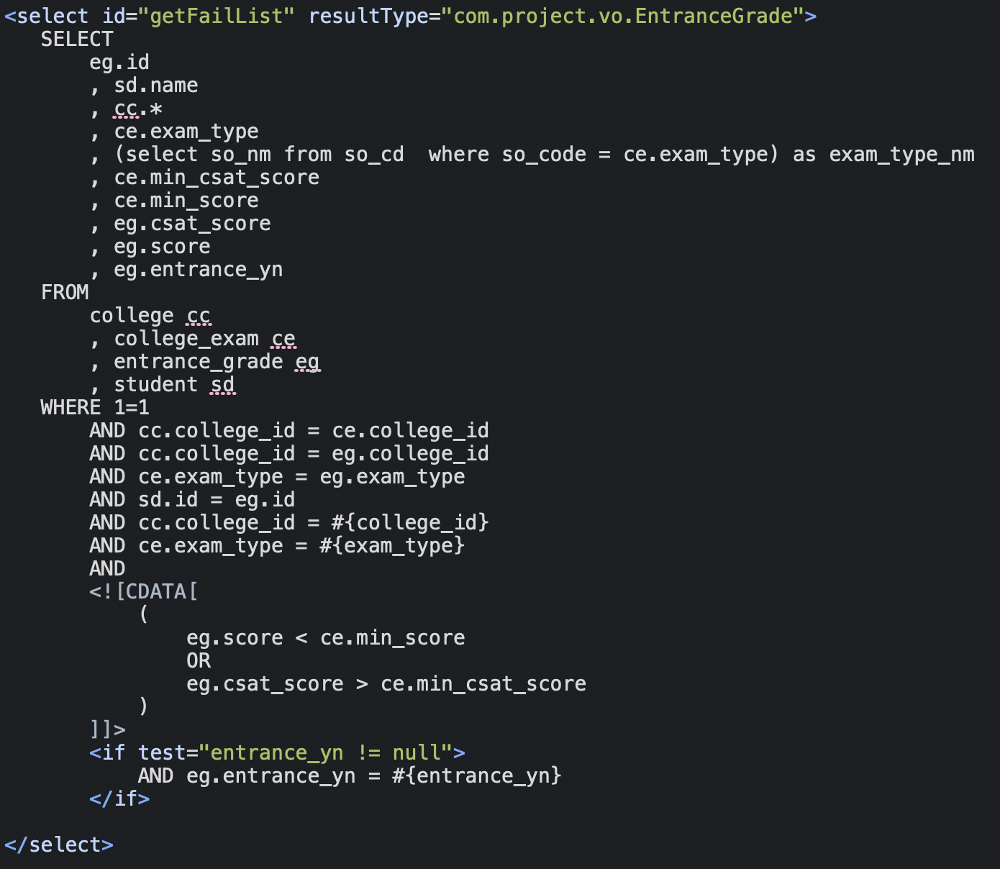 <select id="getFailList" resultType="com.project.vo.EntranceGrade">
SELECT
eg.id
, sd.name
, cc.*
, ce.exam_type
, (select so_nm from so_cd  where so_code = ce.exam_type) as exam_type_nm
, ce.min_csat_score
, ce.min_score
, eg.csat_score
, eg.score
, eg.entrance_yn
FROM
college cc
, college_exam ce
, entrance_grade eg
, student sd
WHERE 1=1
AND cc.college_id = ce.college_id
AND cc.college_id = eg.college_id
AND ce.exam_type = eg.exam_type
AND sd.id = eg.id
AND cc.college_id = #{college_id}
AND ce.exam_type = #{exam_type}
AND
<![CDATA[
(
eg.score < ce.min_score
OR
eg.csat_score > ce.min_csat_score
)
]]>
<if test="entrance_yn != null">
AND eg.entrance_yn = #{entrance_yn}
</if>
</select>